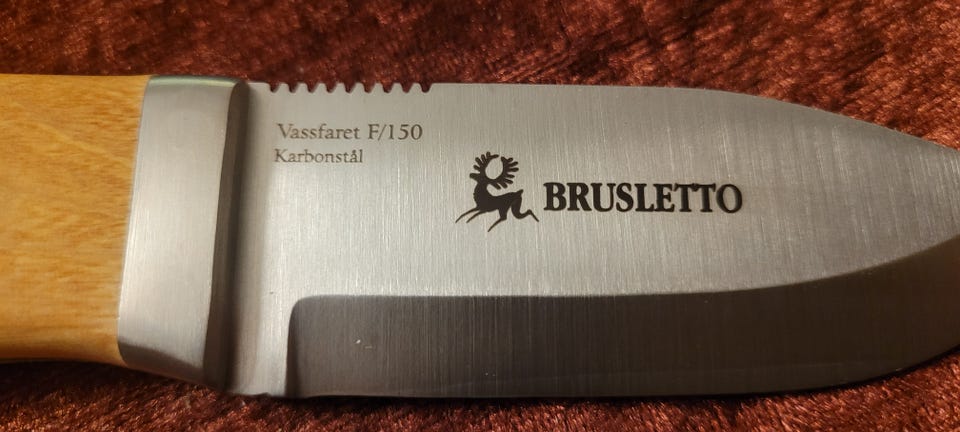 Vassfaret F/150
Karbonstål
BRUSLETTO